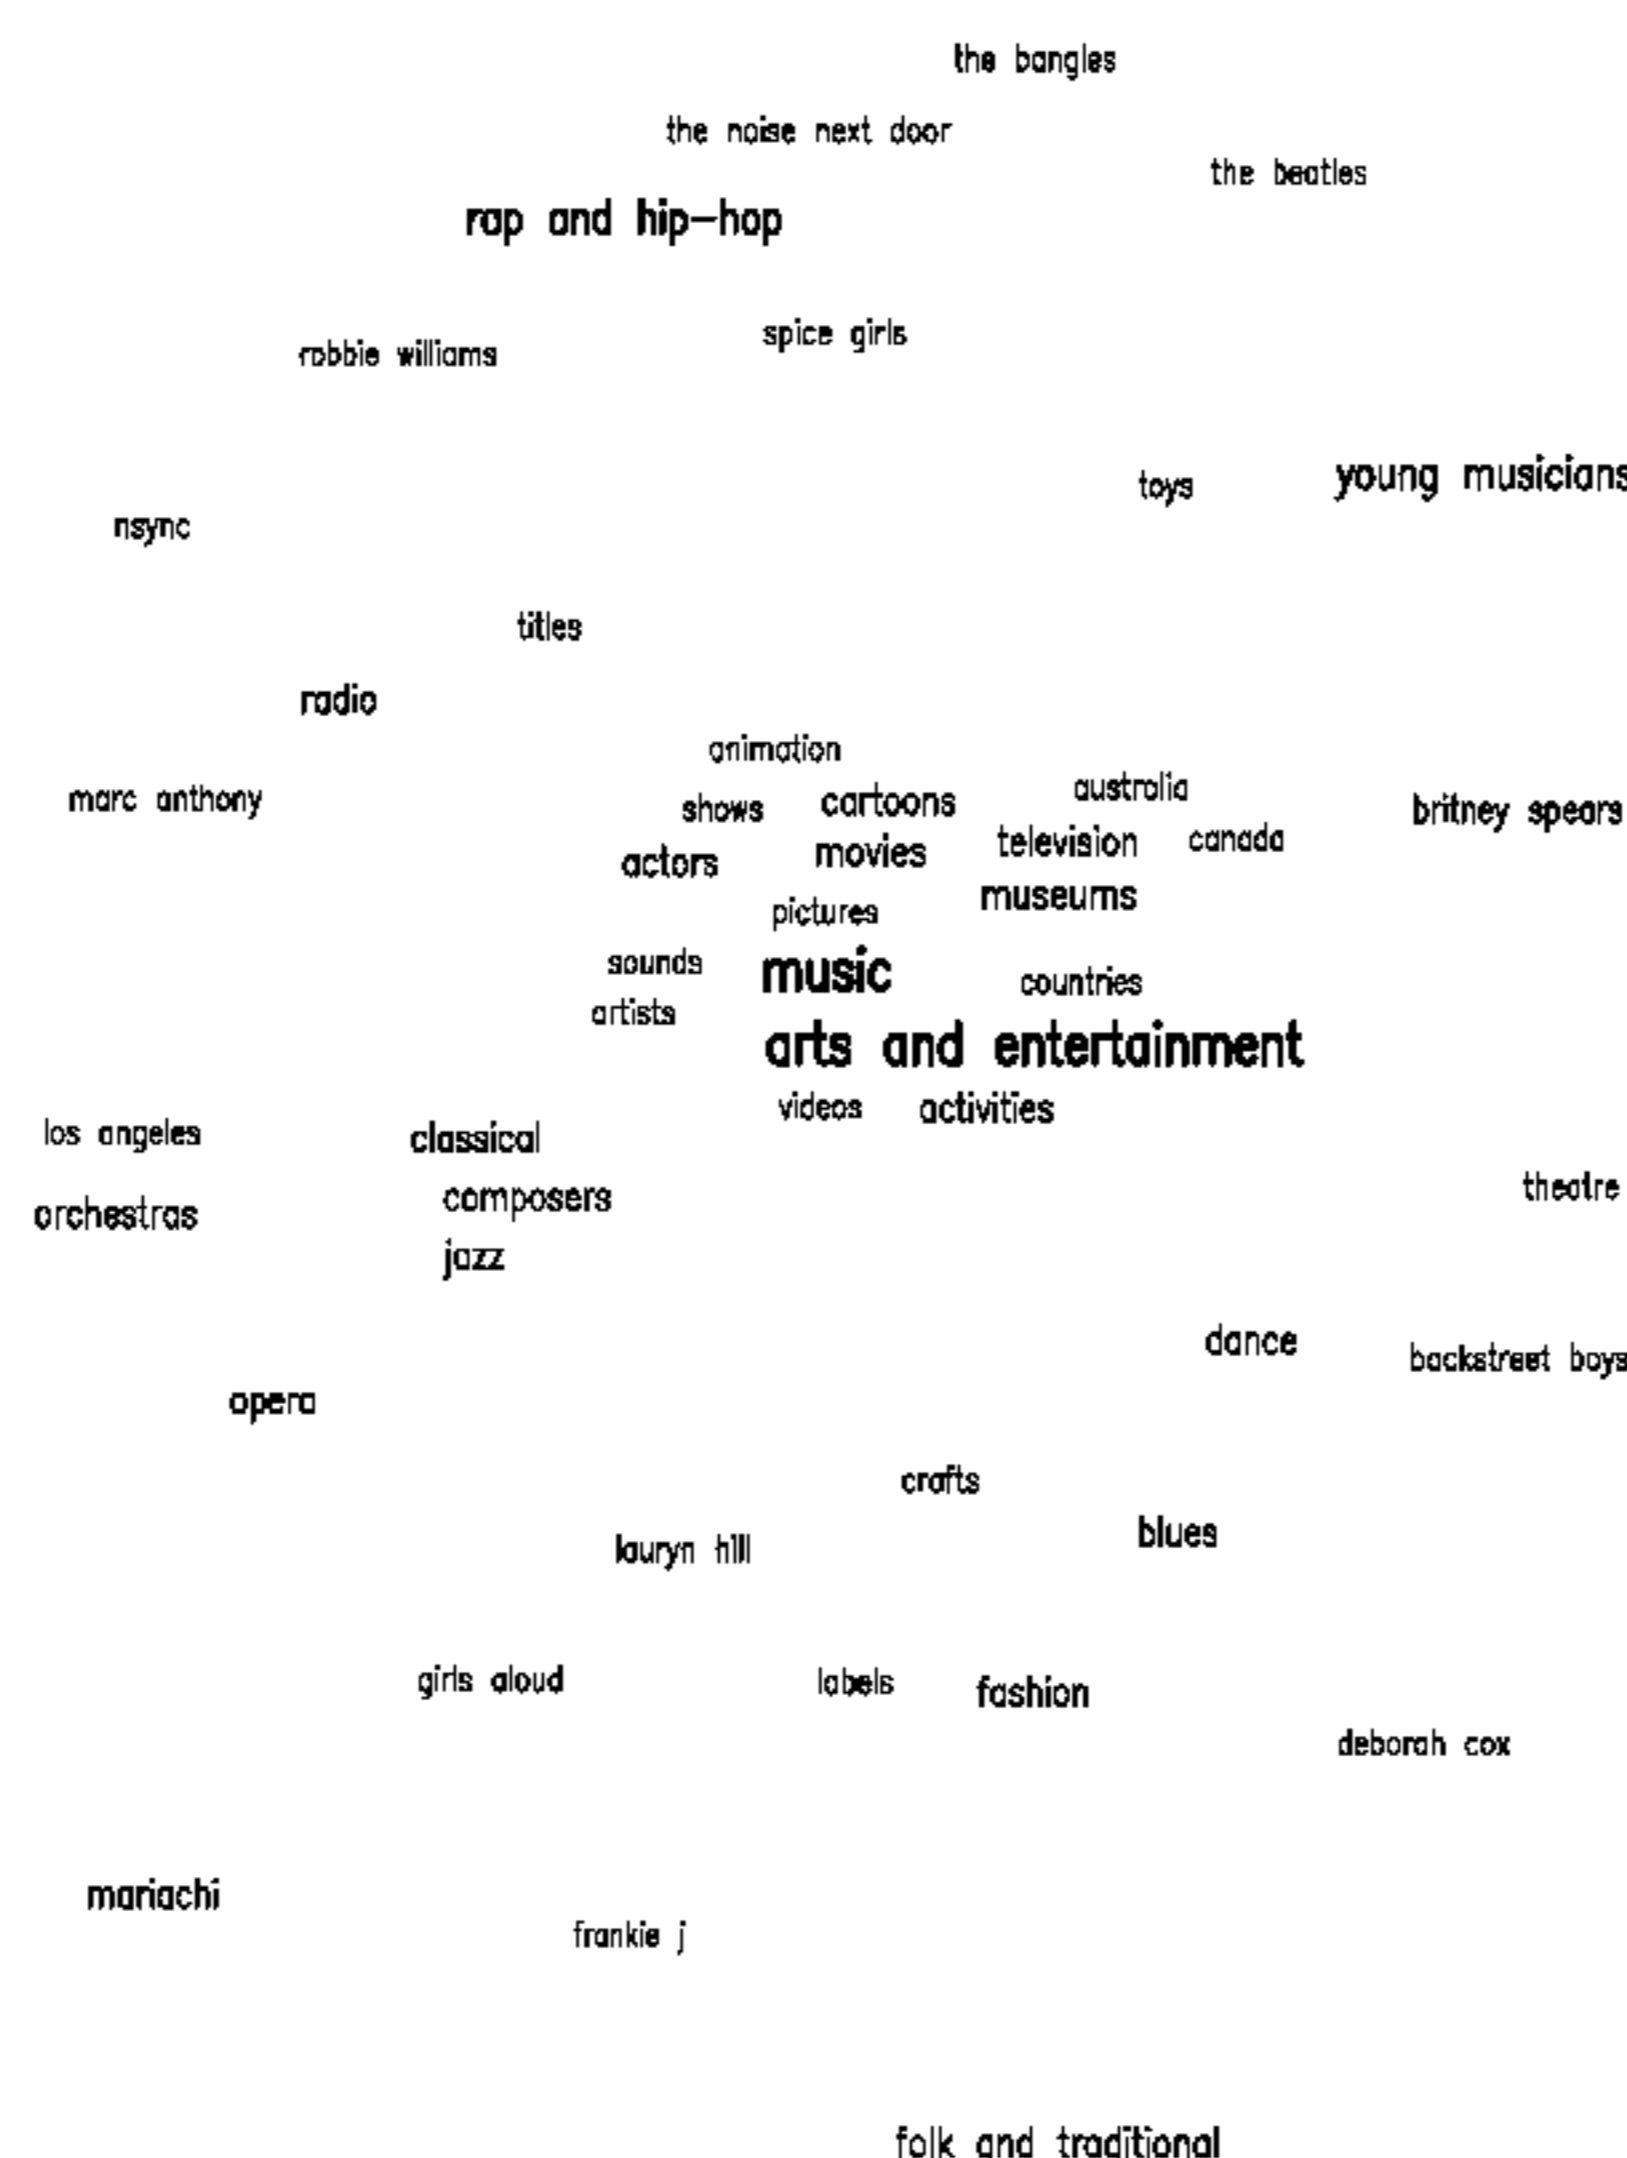 the bangles
the noise next door
the beatles
rap and hip-hop
spice girls
robbie williams
toys
young musicians
nsync
titles
radio
animation
marc anthony
shows
cartoons
australia
britney spears
actors
movies
television
canada
pictures
museums
sounds
music
countries
artists
arts and entertainment
videos
activities
los angeles
classical
orchestras
composers
theatre
jazz
dance
backstreet boys
opera
crafts
lauryn hill
blues
girls aloud
labels
fashion
deborah cox
mariachi
frankie j
folk and traditional